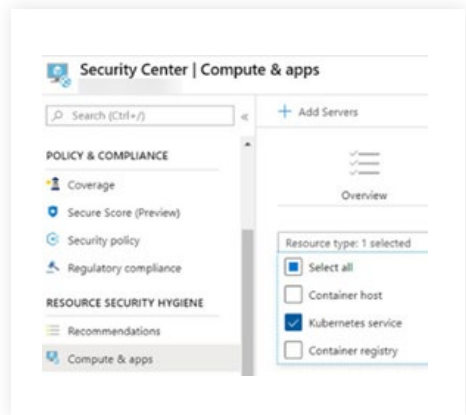 Security Center | Compute & apps
Search (Ctrl+/)
«
+ Add Servers
POLICY & COMPLIANCE
Coverage
Secure Score (Preview)
Security policy
Regulatory compliance
RESOURCE SECURITY HYGIENE
Recommendations
Compute & apps
Overview
Resource type: 1 selected
Select all
Container host
Kubernetes service
Container registry